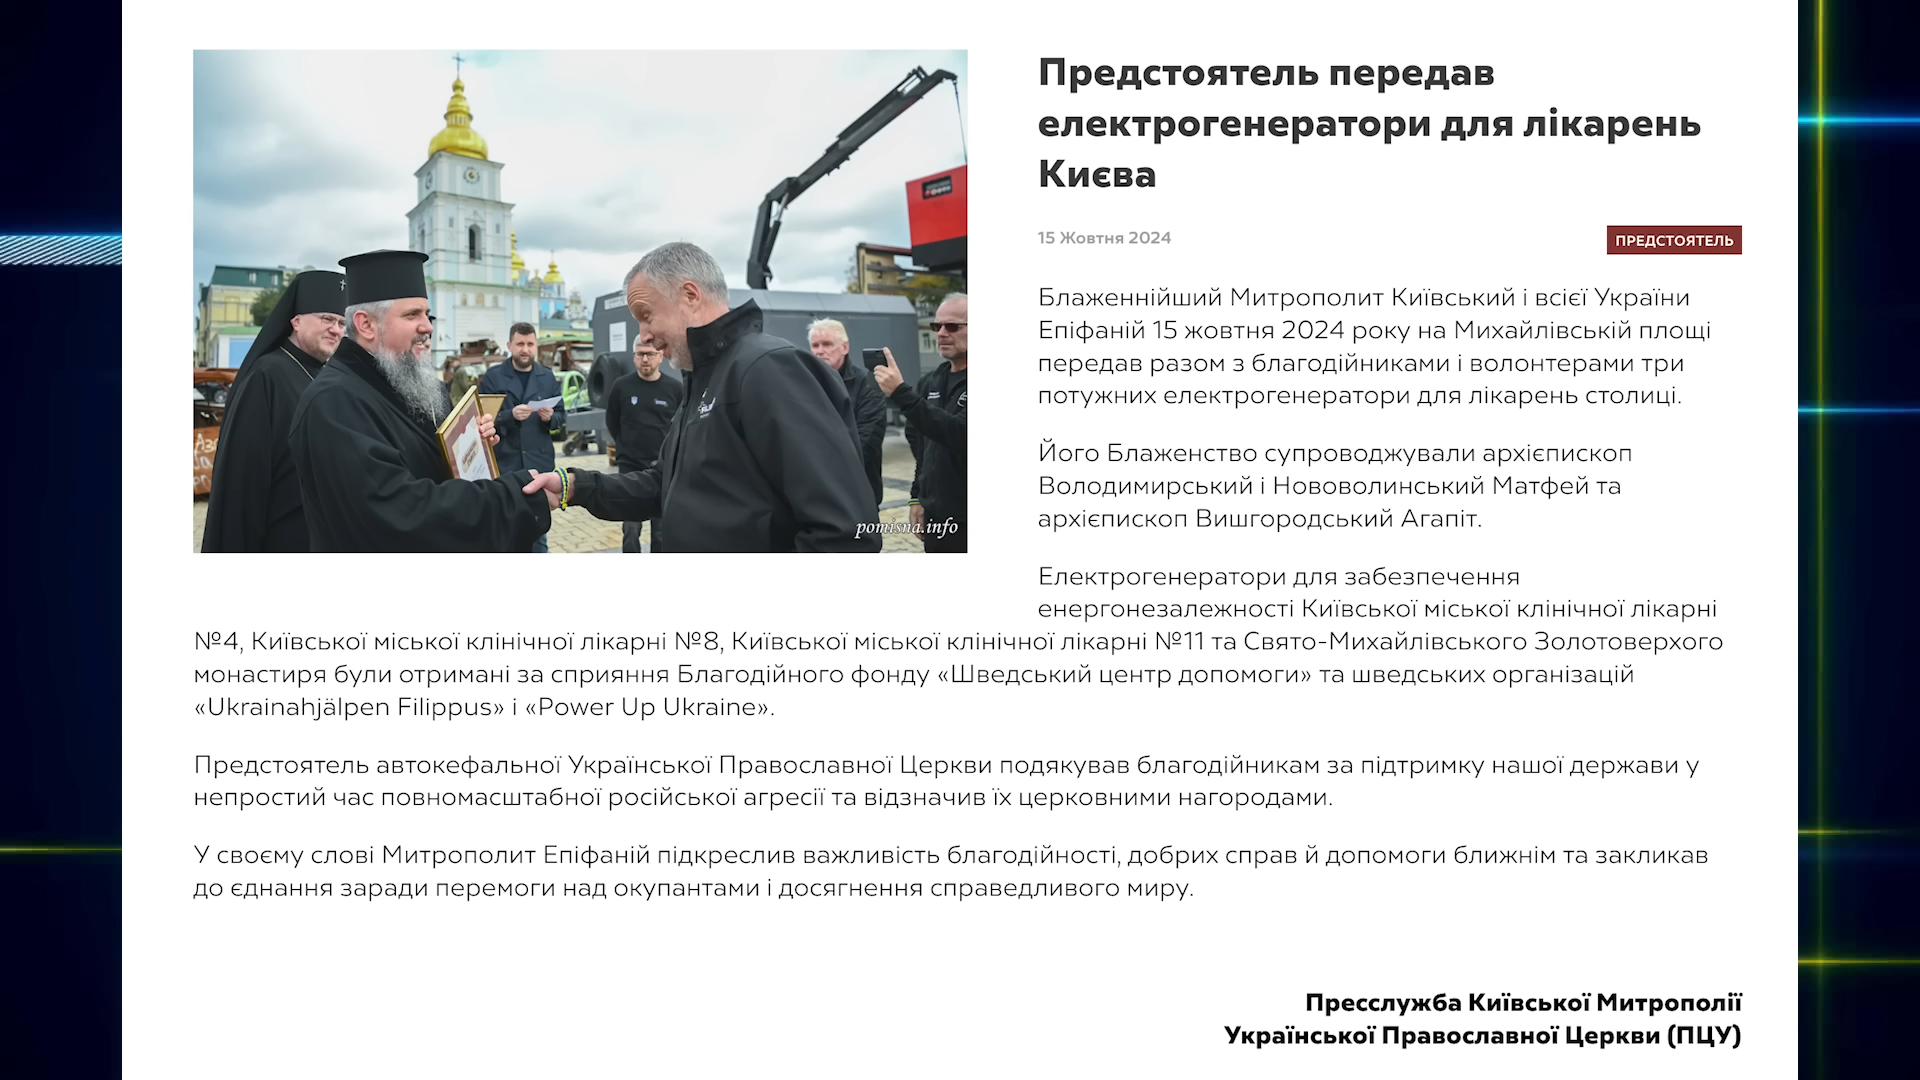 Предстоятель передав
електрогенератори для лікарень
Києва
15 Жовтня 2024
ПРЕДСТОЯТЕЛЬ
Блаженнійший Митрополит Київський і всієї України
Епіфаній 15 жовтня 2024 року на Михайлівській площі
передав разом з благодійниками і волонтерами три
потужних електрогенератори для лікарень столиці.
Його Блаженство супроводжували архієпископ
Володимирський і Нововолинський Матфей та
архієпископ Вишгородський Агапіт.
Електрогенератори для забезпечення
енергонезалежності Київської міської клінічної лікарні
№4, Київської міської клінічної лікарні №8, Київської міської клінічної лікарні №11 та Свято-Михайлівського Золотоверхого
монастиря були отримані за сприяння Благодійного фонду «Шведський центр допомоги» та шведських організацій
«Ukrainahjälpen Filippus» і «Power Up Ukraine».
Предстоятель автокефальної Української Православної Церкви подякував благодійникам за підтримку нашої держави у
непростий час повномасштабної російської агресії та відзначив їх церковними нагородами.
У своєму слові Митрополит Епіфаній підкреслив важливість благодійності, добрих справ й допомоги ближнім та закликав
до єднання заради перемоги над окупантами і досягнення справедливого миру.
Пресслужба Київської Митрополії
Української Православної Церкви (ПЦУ)
pomisna.info